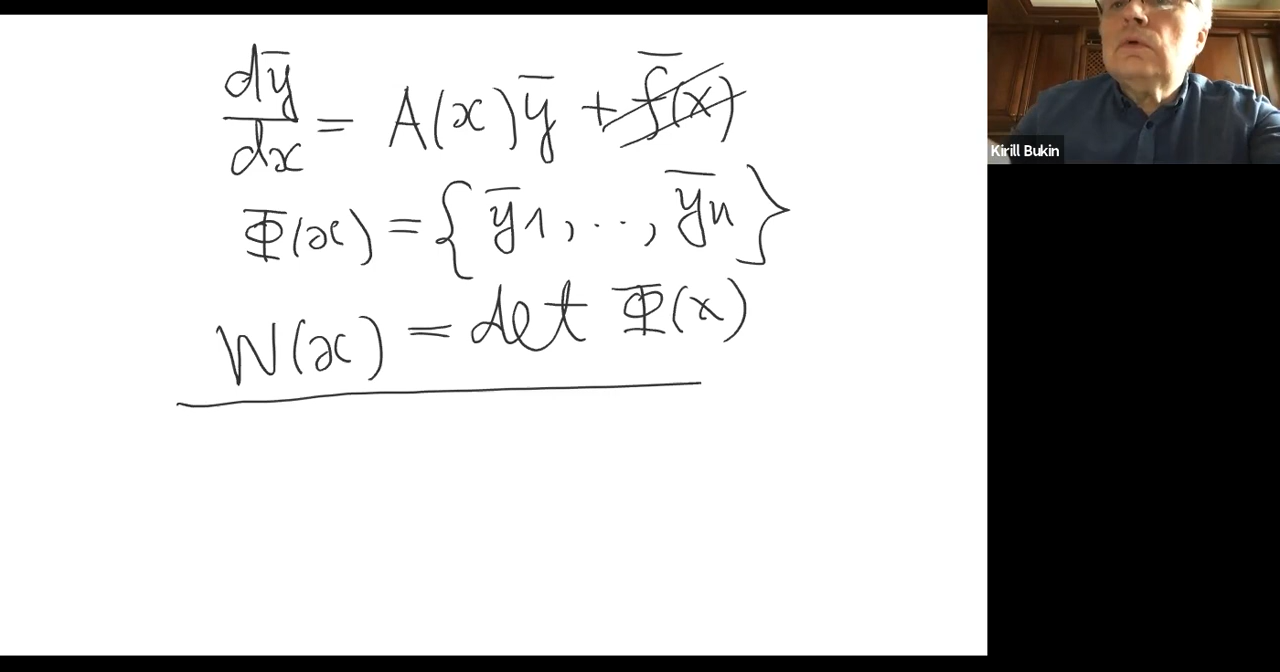 dȳ/dx = A(x)ȳ + f̄(x)
Φ(x) = {ȳ1, .., ȳn}
W(x) = det Φ(x)
Kirill Bukin